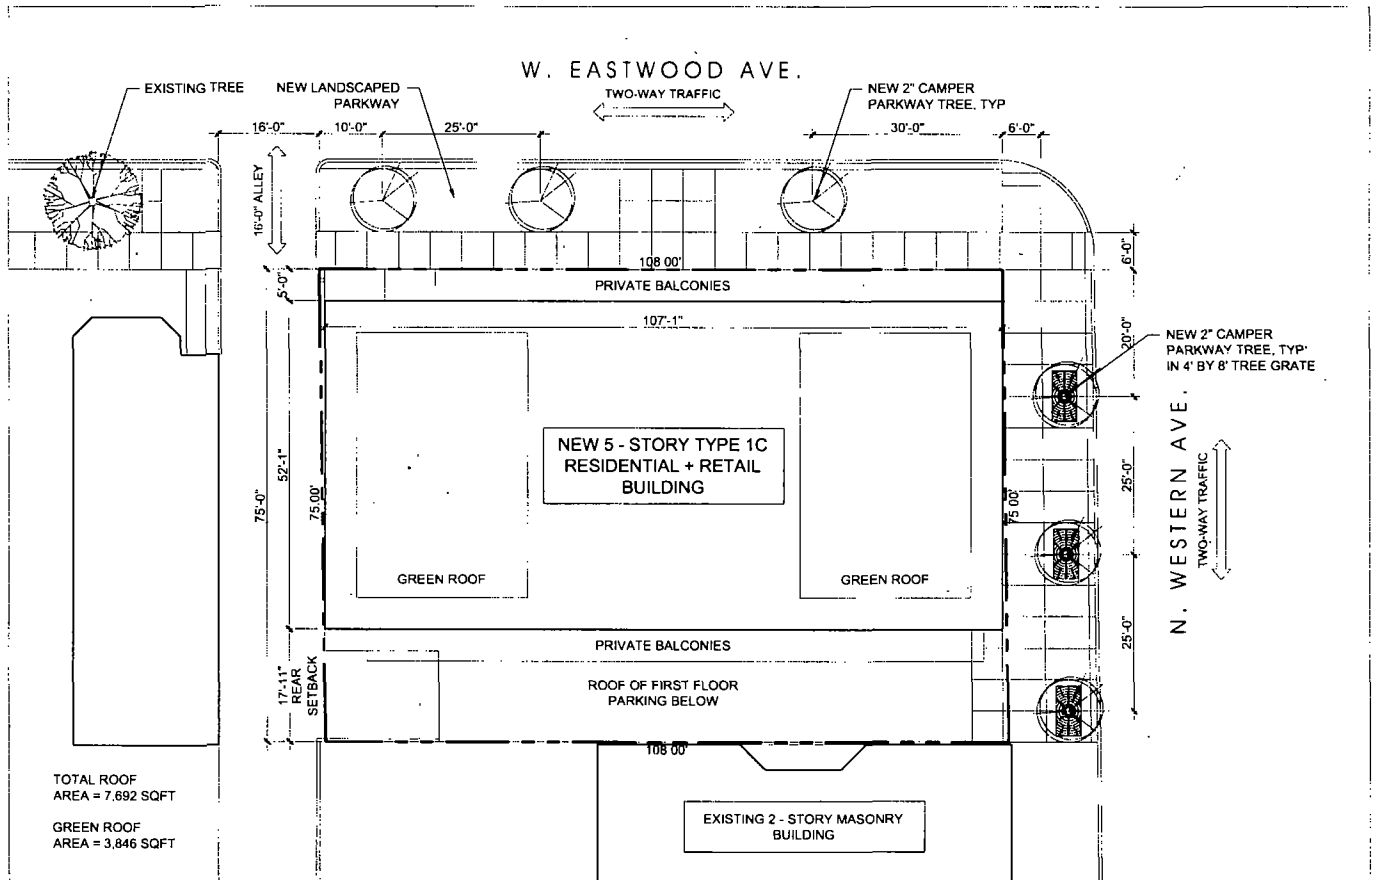 W. EASTWOOD AVE.
TWO-WAY TRAFFIC
EXISTING TREE
NEW LANDSCAPED
PARKWAY
NEW 2" CAMPER
PARKWAY TREE, TYP
16'-0"
10'-0"
25'-0"
30'-0"
6'-0"
16'-0" ALLEY
6'-0"
108 00'
5'-0"
PRIVATE BALCONIES
107'-1"
20'-0"
NEW 2" CAMPER
PARKWAY TREE, TYP'
IN 4' BY 8' TREE GRATE
NEW 5 - STORY TYPE 1C
RESIDENTIAL + RETAIL
BUILDING
75'-0"
52'-1"
75.00'
75 00'
25'-0"
N. WESTERN AVE.
TWO-WAY TRAFFIC
GREEN ROOF
GREEN ROOF
25'-0"
PRIVATE BALCONIES
17'-11"
REAR
SETBACK
ROOF OF FIRST FLOOR
PARKING BELOW
108 00'
TOTAL ROOF
AREA = 7,692 SQFT
GREEN ROOF
AREA = 3,846 SQFT
EXISTING 2 - STORY MASONRY
BUILDING